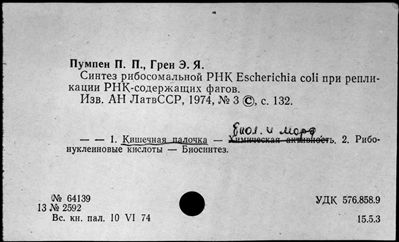 Пумпен П. П., Грен Э. Я.
Синтез рибосомальной РНК Escherichia coli при репли-
кации РНК-содержащих фагов.
Изв. АН ЛатвССР, 1974, № 3 ©, с. 132.
биол. и морф
— — 1. Кишечная палочка — Химическая активность. 2. Рибо-
нуклеиновые кислоты — Биосинтез.
№ 64139
УДК 576.858.9
13 № 2592
Вс. кн. пал. 10 VI 74
15.5.3